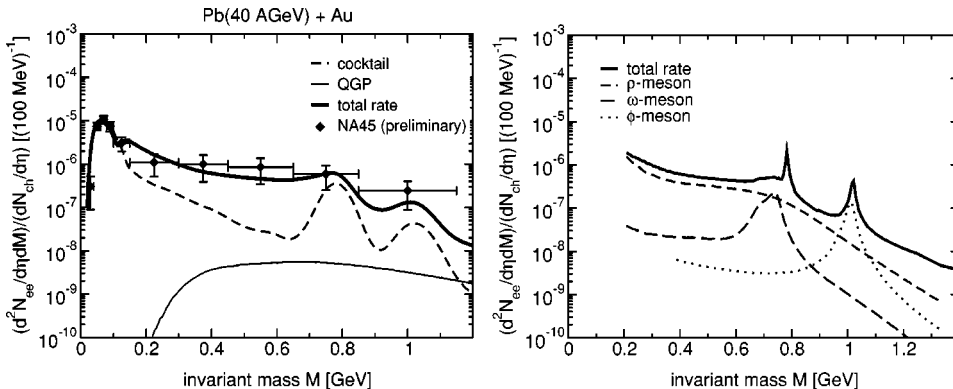 Pb(40 AGeV) + Au
10⁻³
10⁻⁴
10⁻⁵
10⁻⁶
10⁻⁷
10⁻⁸
10⁻⁹
10⁻¹⁰
(d²Nₑₑ/dηdM)/(dN_ch/dη) [(100 MeV)⁻¹]
cocktail
QGP
total rate
NA45 (preliminary)
0 0.2 0.4 0.6 0.8 1
invariant mass M [GeV]
10⁻³
10⁻⁴
10⁻⁵
10⁻⁶
10⁻⁷
10⁻⁸
10⁻⁹
10⁻¹⁰
(d²Nₑₑ/dηdM)/(dN_ch/dη) [(100 MeV)⁻¹]
total rate
ρ-meson
ω-meson
ϕ-meson
0 0.2 0.4 0.6 0.8 1 1.2
invariant mass M [GeV]